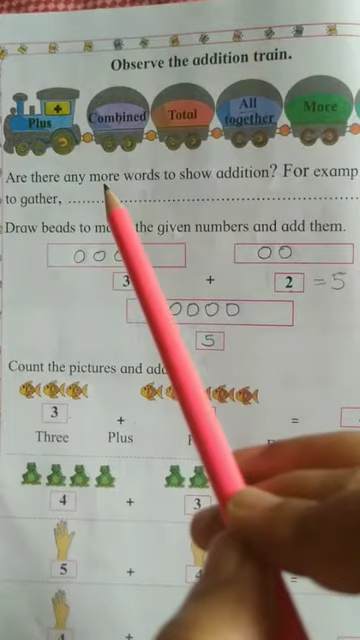 Observe the addition train.
Plus Combined Total All together More
Are there any more words to show addition? For examp
to gather, ........................
Draw beads to m the given numbers and add them.
3 + 2 = 5
5
Count the pictures and add
3 + =
Three Plus
4 + 3
5 + =
4 +